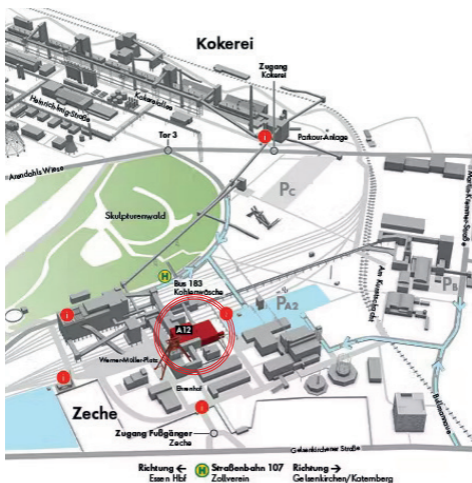 Kokerei
Zugang
Kokerei
Kokereiallee
Heinrich-Imig-Straße
Tor 3
Parkour Anlage
Arendahls Wiese
PC
Skulpturenwald
H
Bus 183
Kohlenwäsche
PA2
PB
A12
Werner-Müller-Platz
Ehrenhof
Zeche
Zugang Fußgänger
Zeche
Gelsenkirchener Straße
Richtung ←
Essen Hbf
H
Straßenbahn 107
Zollverein
Richtung →
Gelsenkirchen/Katernberg